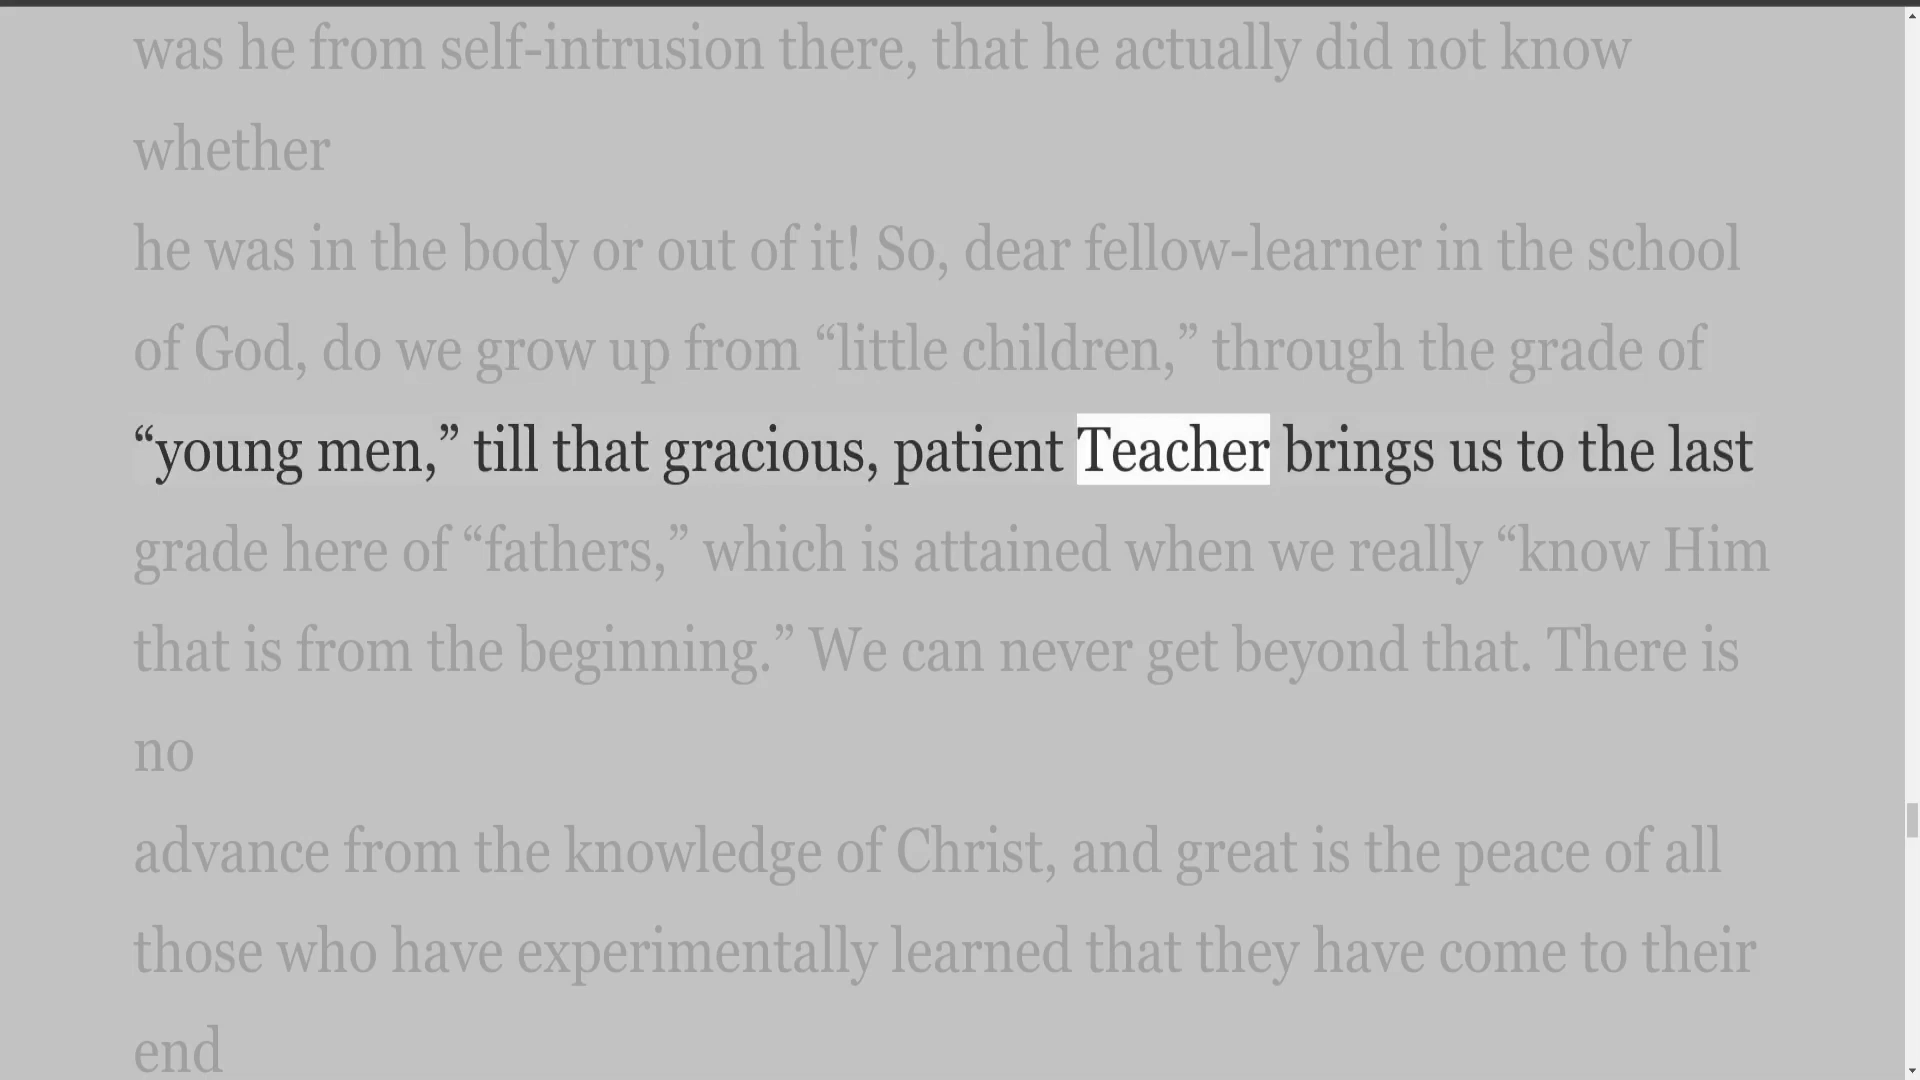 was he from self-intrusion there, that he actually did not know
whether
he was in the body or out of it! So, dear fellow-learner in the school
of God, do we grow up from “little children,” through the grade of
“young men,” till that gracious, patient Teacher brings us to the last
grade here of “fathers,” which is attained when we really “know Him
that is from the beginning.” We can never get beyond that. There is
no
advance from the knowledge of Christ, and great is the peace of all
those who have experimentally learned that they have come to their
end